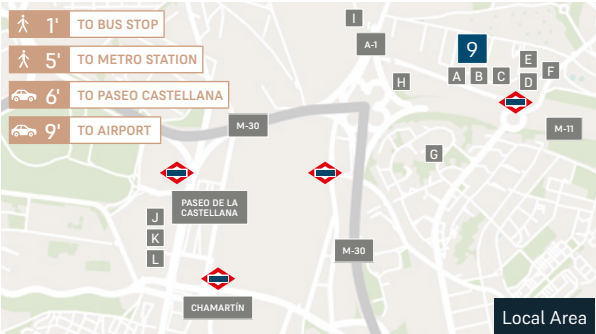 1' TO BUS STOP
5' TO METRO STATION
6' TO PASEO CASTELLANA
9' TO AIRPORT
I
A-1
9
E
F
A B C D
H
M-30
M-11
G
PASEO DE LA
CASTELLANA
J
K
L
M-30
CHAMARTÍN
Local Area